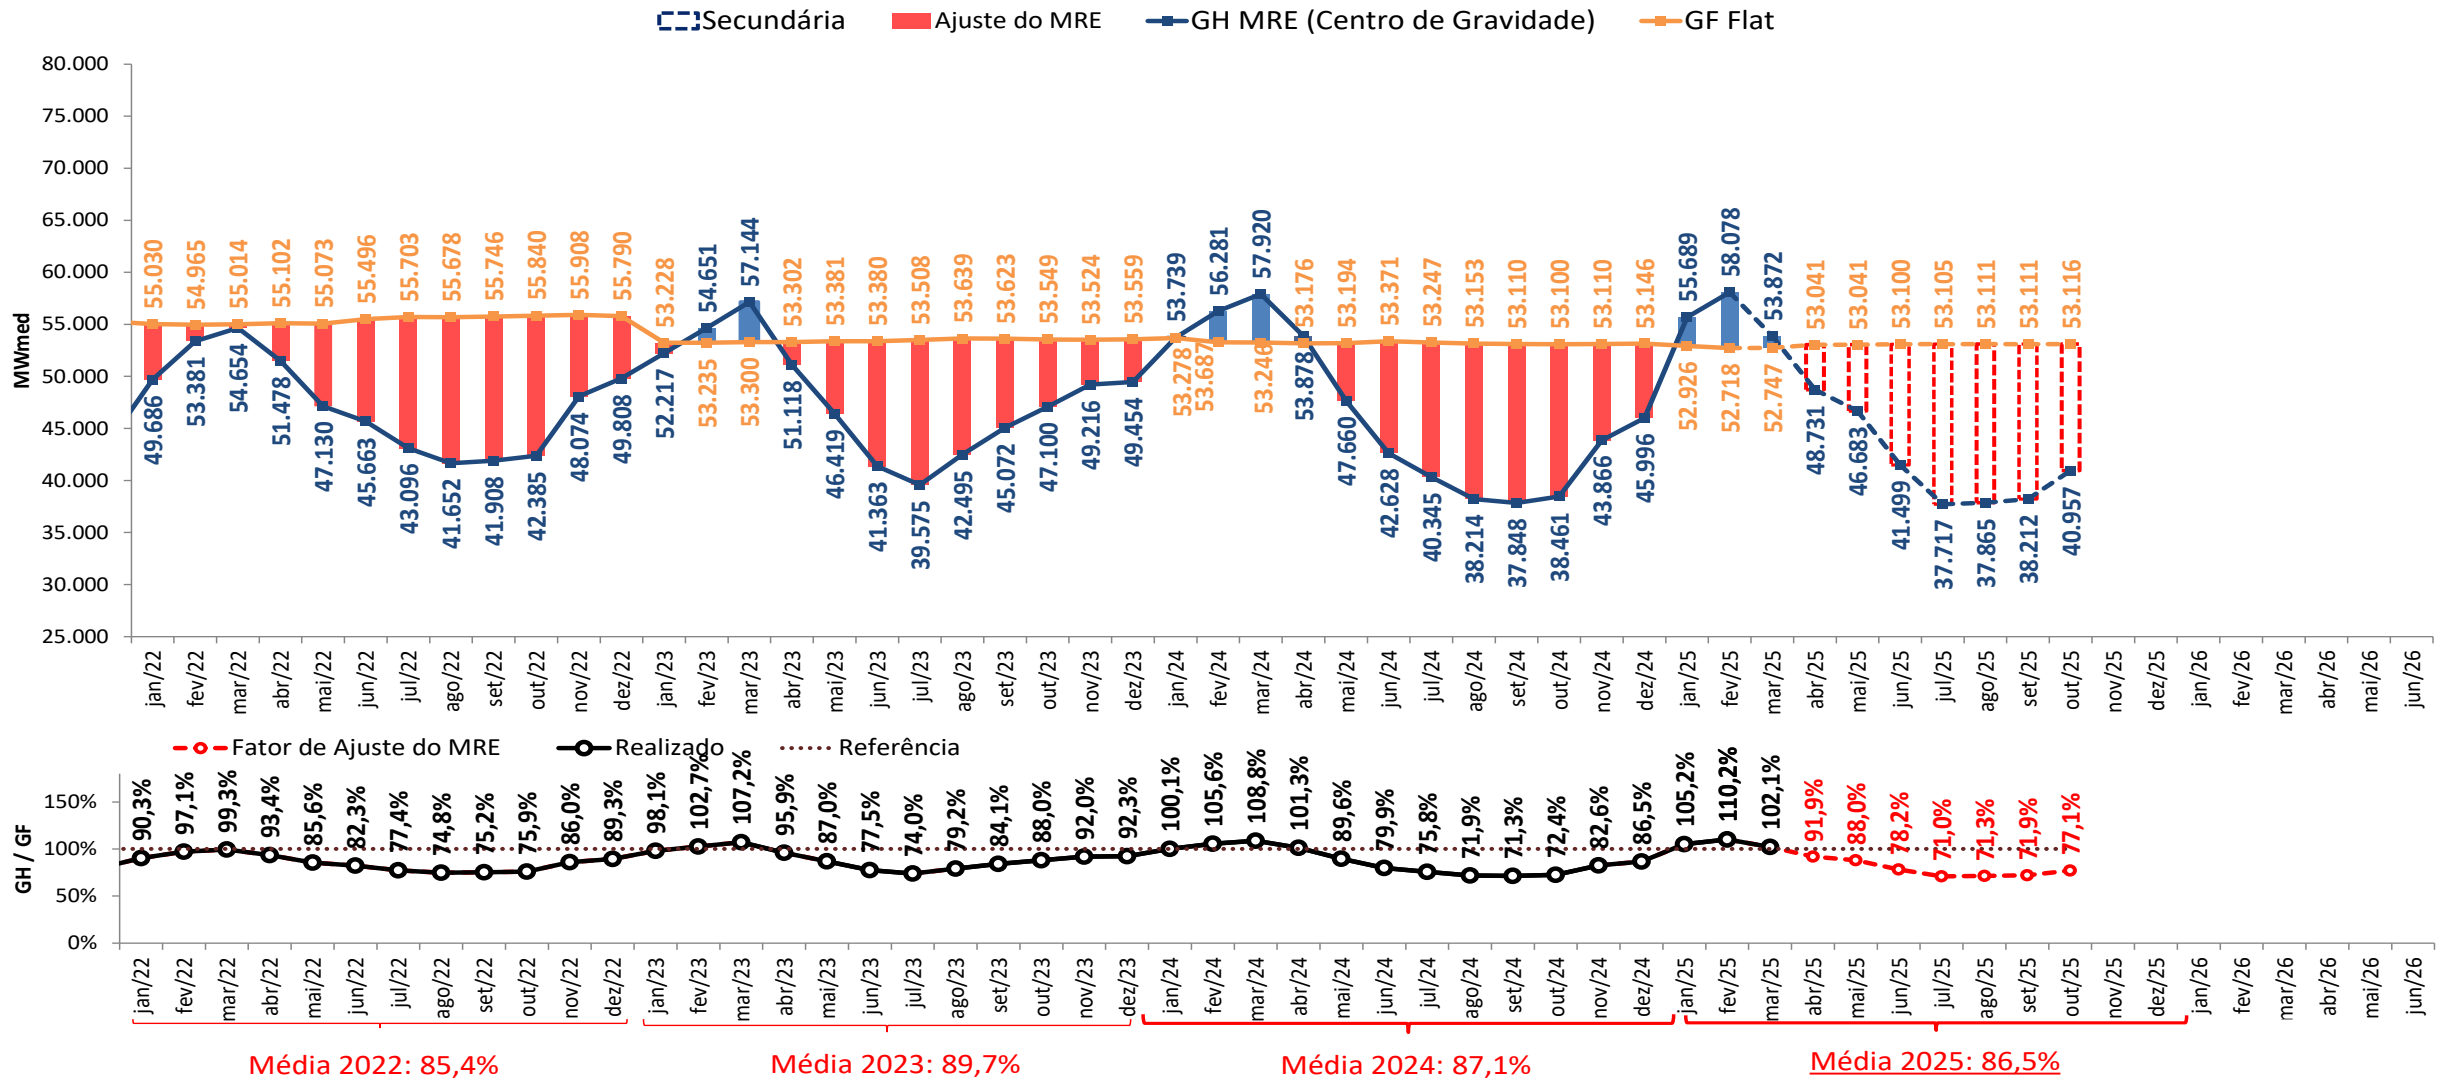 Secundária Ajuste do MRE GH MRE (Centro de Gravidade) GF Flat
80.000
75.000
70.000
65.000
60.000
55.000
50.000
45.000
40.000
35.000
30.000
25.000
MWmed
55.030 54.965 55.014 55.102 55.073 55.496 55.703 55.678 55.746 55.840 55.908 55.790 53.228 53.235 53.300 53.302 53.381 53.380 53.508 53.639 53.623 53.549 53.524 53.559 53.278 53.687 53.246 53.176 53.194 53.371 53.247 53.153 53.110 53.100 53.110 53.146 52.926 52.718 52.747 53.041 53.041 53.100 53.105 53.111 53.111 53.116
49.686 53.381 54.654 51.478 47.130 45.663 43.096 41.652 41.908 42.385 48.074 49.808 52.217 54.651 57.144 51.118 46.419 41.363 39.575 42.495 45.072 47.100 49.216 49.454 53.739 56.281 57.920 53.878 47.660 42.628 40.345 38.214 37.848 38.461 43.866 45.996 55.689 58.078 53.872 48.731 46.683 41.499 37.717 37.865 38.212 40.957
jan/22 fev/22 mar/22 abr/22 mai/22 jun/22 jul/22 ago/22 set/22 out/22 nov/22 dez/22 jan/23 fev/23 mar/23 abr/23 mai/23 jun/23 jul/23 ago/23 set/23 out/23 nov/23 dez/23 jan/24 fev/24 mar/24 abr/24 mai/24 jun/24 jul/24 ago/24 set/24 out/24 nov/24 dez/24 jan/25 fev/25 mar/25 abr/25 mai/25 jun/25 jul/25 ago/25 set/25 out/25 nov/25 dez/25 jan/26 fev/26 mar/26 abr/26 mai/26 jun/26
Fator de Ajuste do MRE Realizado Referência
90,3% 97,1% 99,3% 93,4% 85,6% 82,3% 77,4% 74,8% 75,2% 75,9% 86,0% 89,3% 98,1% 102,7% 107,2% 95,9% 87,0% 77,5% 74,0% 79,2% 84,1% 88,0% 92,0% 92,3% 100,1% 105,6% 108,8% 101,3% 89,6% 79,9% 75,8% 71,9% 71,3% 72,4% 82,6% 86,5% 105,2% 110,2% 102,1% 91,9% 88,0% 78,2% 71,0% 71,3% 71,9% 77,1%
150%
100%
50%
0%
GH / GF
jan/22 fev/22 mar/22 abr/22 mai/22 jun/22 jul/22 ago/22 set/22 out/22 nov/22 dez/22 jan/23 fev/23 mar/23 abr/23 mai/23 jun/23 jul/23 ago/23 set/23 out/23 nov/23 dez/23 jan/24 fev/24 mar/24 abr/24 mai/24 jun/24 jul/24 ago/24 set/24 out/24 nov/24 dez/24 jan/25 fev/25 mar/25 abr/25 mai/25 jun/25 jul/25 ago/25 set/25 out/25 nov/25 dez/25 jan/26 fev/26 mar/26 abr/26 mai/26 jun/26
Média 2022: 85,4% Média 2023: 89,7% Média 2024: 87,1% Média 2025: 86,5%